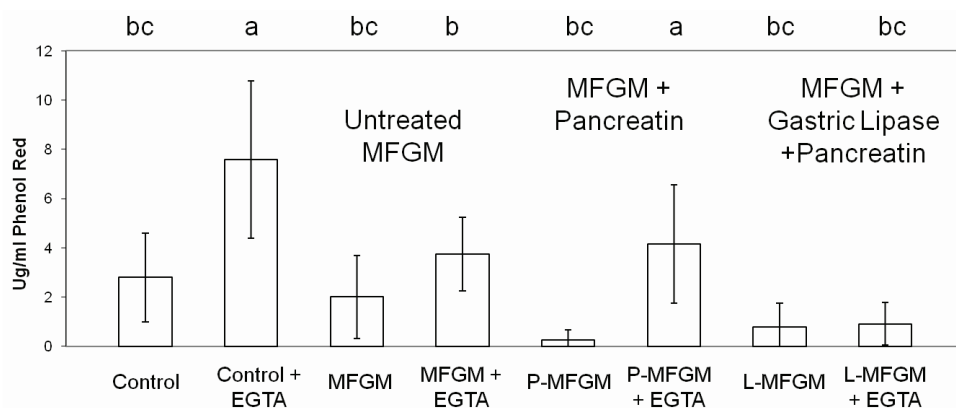 bc a bc b bc a bc bc
Ug/ml Phenol Red
12
10
8
6
4
2
0
Untreated
MFGM
MFGM +
Pancreatin
MFGM +
Gastric Lipase
+Pancreatin
Control
Control +
EGTA
MFGM
MFGM +
EGTA
P-MFGM
P-MFGM
+ EGTA
L-MFGM
L-MFGM
+ EGTA